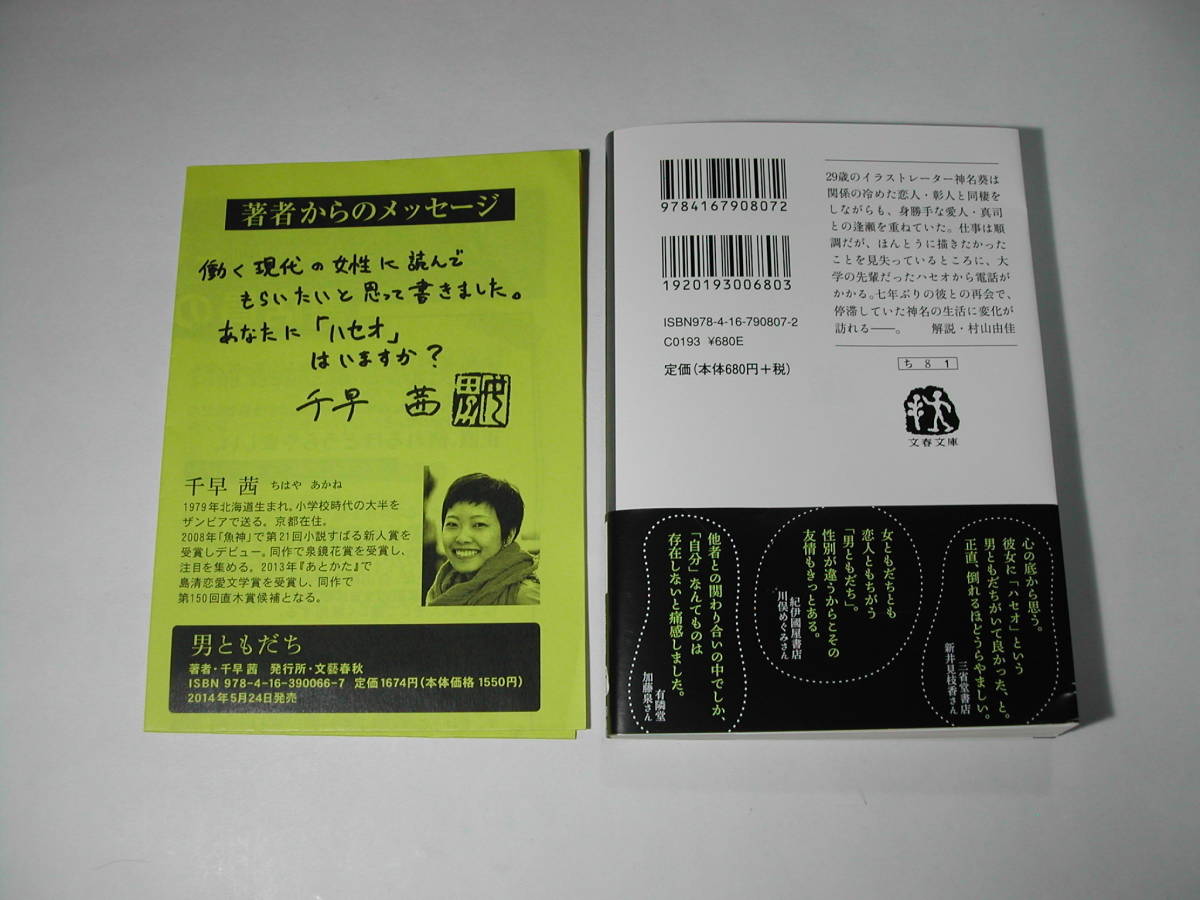 著者からのメッセージ
働く現代の女性に読んで
もらいたいと思って書きました。
あなたに「ハセオ」
はいますか？
千早 茜
千早 茜 ちはや あかね
1979年北海道生まれ。小学校時代の大半を
ザンビアで送る。京都在住。
2008年「魚神」で第21回小説すばる新人賞を
受賞しデビュー。同作で泉鏡花賞を受賞し、
注目を集める。2013年『あとかた』で
島清恋愛文学賞を受賞し、同作で
第150回直木賞候補となる。
男ともだち
著者・千早 茜 発行所・文藝春秋
ISBN 978-4-16-390066-7 定価1674円（本体価格 1550円）
2014年5月24日発売
9784167908072
1920193006803
ISBN978-4-16-790807-2
C0193 ¥680E
定価（本体680円＋税）
29歳のイラストレーター神名葵は
関係の冷めた恋人・彰人と同棲を
しながらも、身勝手な愛人・真司
との逢瀬を重ねていた。仕事は順
調だが、ほんとうに描きたかった
ことを見失っているところに、大
学の先輩だったハセオから電話が
かかる。七年ぶりの彼との再会で、
停滞していた神名の生活に変化が
訪れる――。 解説・村山由佳
ち 8 1
文春文庫
心の底から思う。
彼女に「ハセオ」という
男ともだちがいて良かった、と。
正直、倒れるほどうらやましい。
三省堂書店
新井見枝香さん
女ともだちとも
恋人ともちがう
「男ともだち」。
性別が違うからこその
友情もきっとある。
紀伊國屋書店
川俣めぐみさん
他者との関わり合いの中でしか、
「自分」なんてものは
存在しないと痛感しました。
有隣堂
加藤泉さん